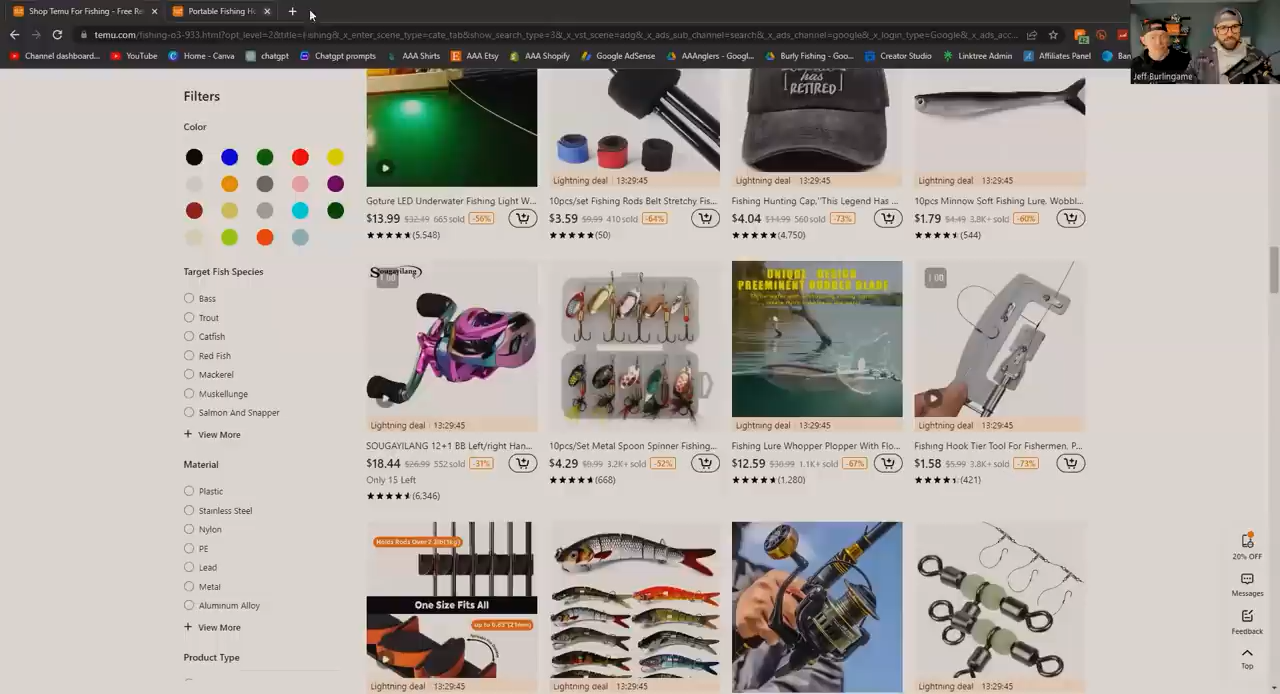 Shop Temu For Fishing - Free Re
Portable Fishing H
temu.com/fishing-o3-933.html?opt_level=2&title=Fishing&_x_enter_scene_type=cate_tab&show_search_type=3&_x_vst_scene=adg&_x_ads_sub_channel=search&_x_ads_channel=google&_x_login_type=Google&_x_ads_acc...
Channel dashboard...
YouTube
Home - Canva
chatgpt
Chatgpt prompts
AAA Shirts
AAA Etsy
AAA Shopify
Google AdSense
AAAnglers - Googl...
Burly Fishing - Goo...
Creator Studio
Linktree Admin
Affiliates Panel
Ban
Jeff Burlingame
Filters
Color
Target Fish Species
Bass
Trout
Catfish
Red Fish
Mackerel
Muskellunge
Salmon And Snapper
+ View More
Material
Plastic
Stainless Steel
Nylon
PE
Lead
Metal
Aluminum Alloy
+ View More
Product Type
has
RETIRED
Lightning deal | 13:29:45
Lightning deal | 13:29:45
Lightning deal | 13:29:45
Goture LED Underwater Fishing Light W...
$13.99 $32.49 665 sold -56%
(5,548)
10pcs/set Fishing Rods Belt Stretchy Fis...
$3.59 $9.99 410 sold -64%
(50)
Fishing Hunting Cap,"This Legend Has ...
$4.04 $14.99 560 sold -73%
(4,750)
10pcs Minnow Soft Fishing Lure, Wobbl...
$1.79 $4.49 3.8K+ sold -60%
(544)
Sougayilang
UNIQUE DESIGN
PREEMINENT RUBBER BLADE
Lightning deal | 13:29:45
Lightning deal | 13:29:45
Lightning deal | 13:29:45
Lightning deal | 13:29:45
SOUGAYILANG 12+1 BB Left/right Han...
$18.44 $26.99 552 sold -31%
Only 15 Left
(6,346)
10pcs/Set Metal Spoon Spinner Fishing...
$4.29 $8.99 3.2K+ sold -52%
(668)
Fishing Lure Whopper Plopper With Flo...
$12.59 $38.99 1.1K+ sold -67%
(1,280)
Fishing Hook Tier Tool For Fishermen, P...
$1.58 $5.99 3.8K+ sold -73%
(421)
One Size Fits All
Lightning deal | 13:29:45
Lightning deal | 13:29:45
Lightning deal | 13:29:45
Lightning deal | 13:29:45
20% OFF
Messages
Feedback
Top